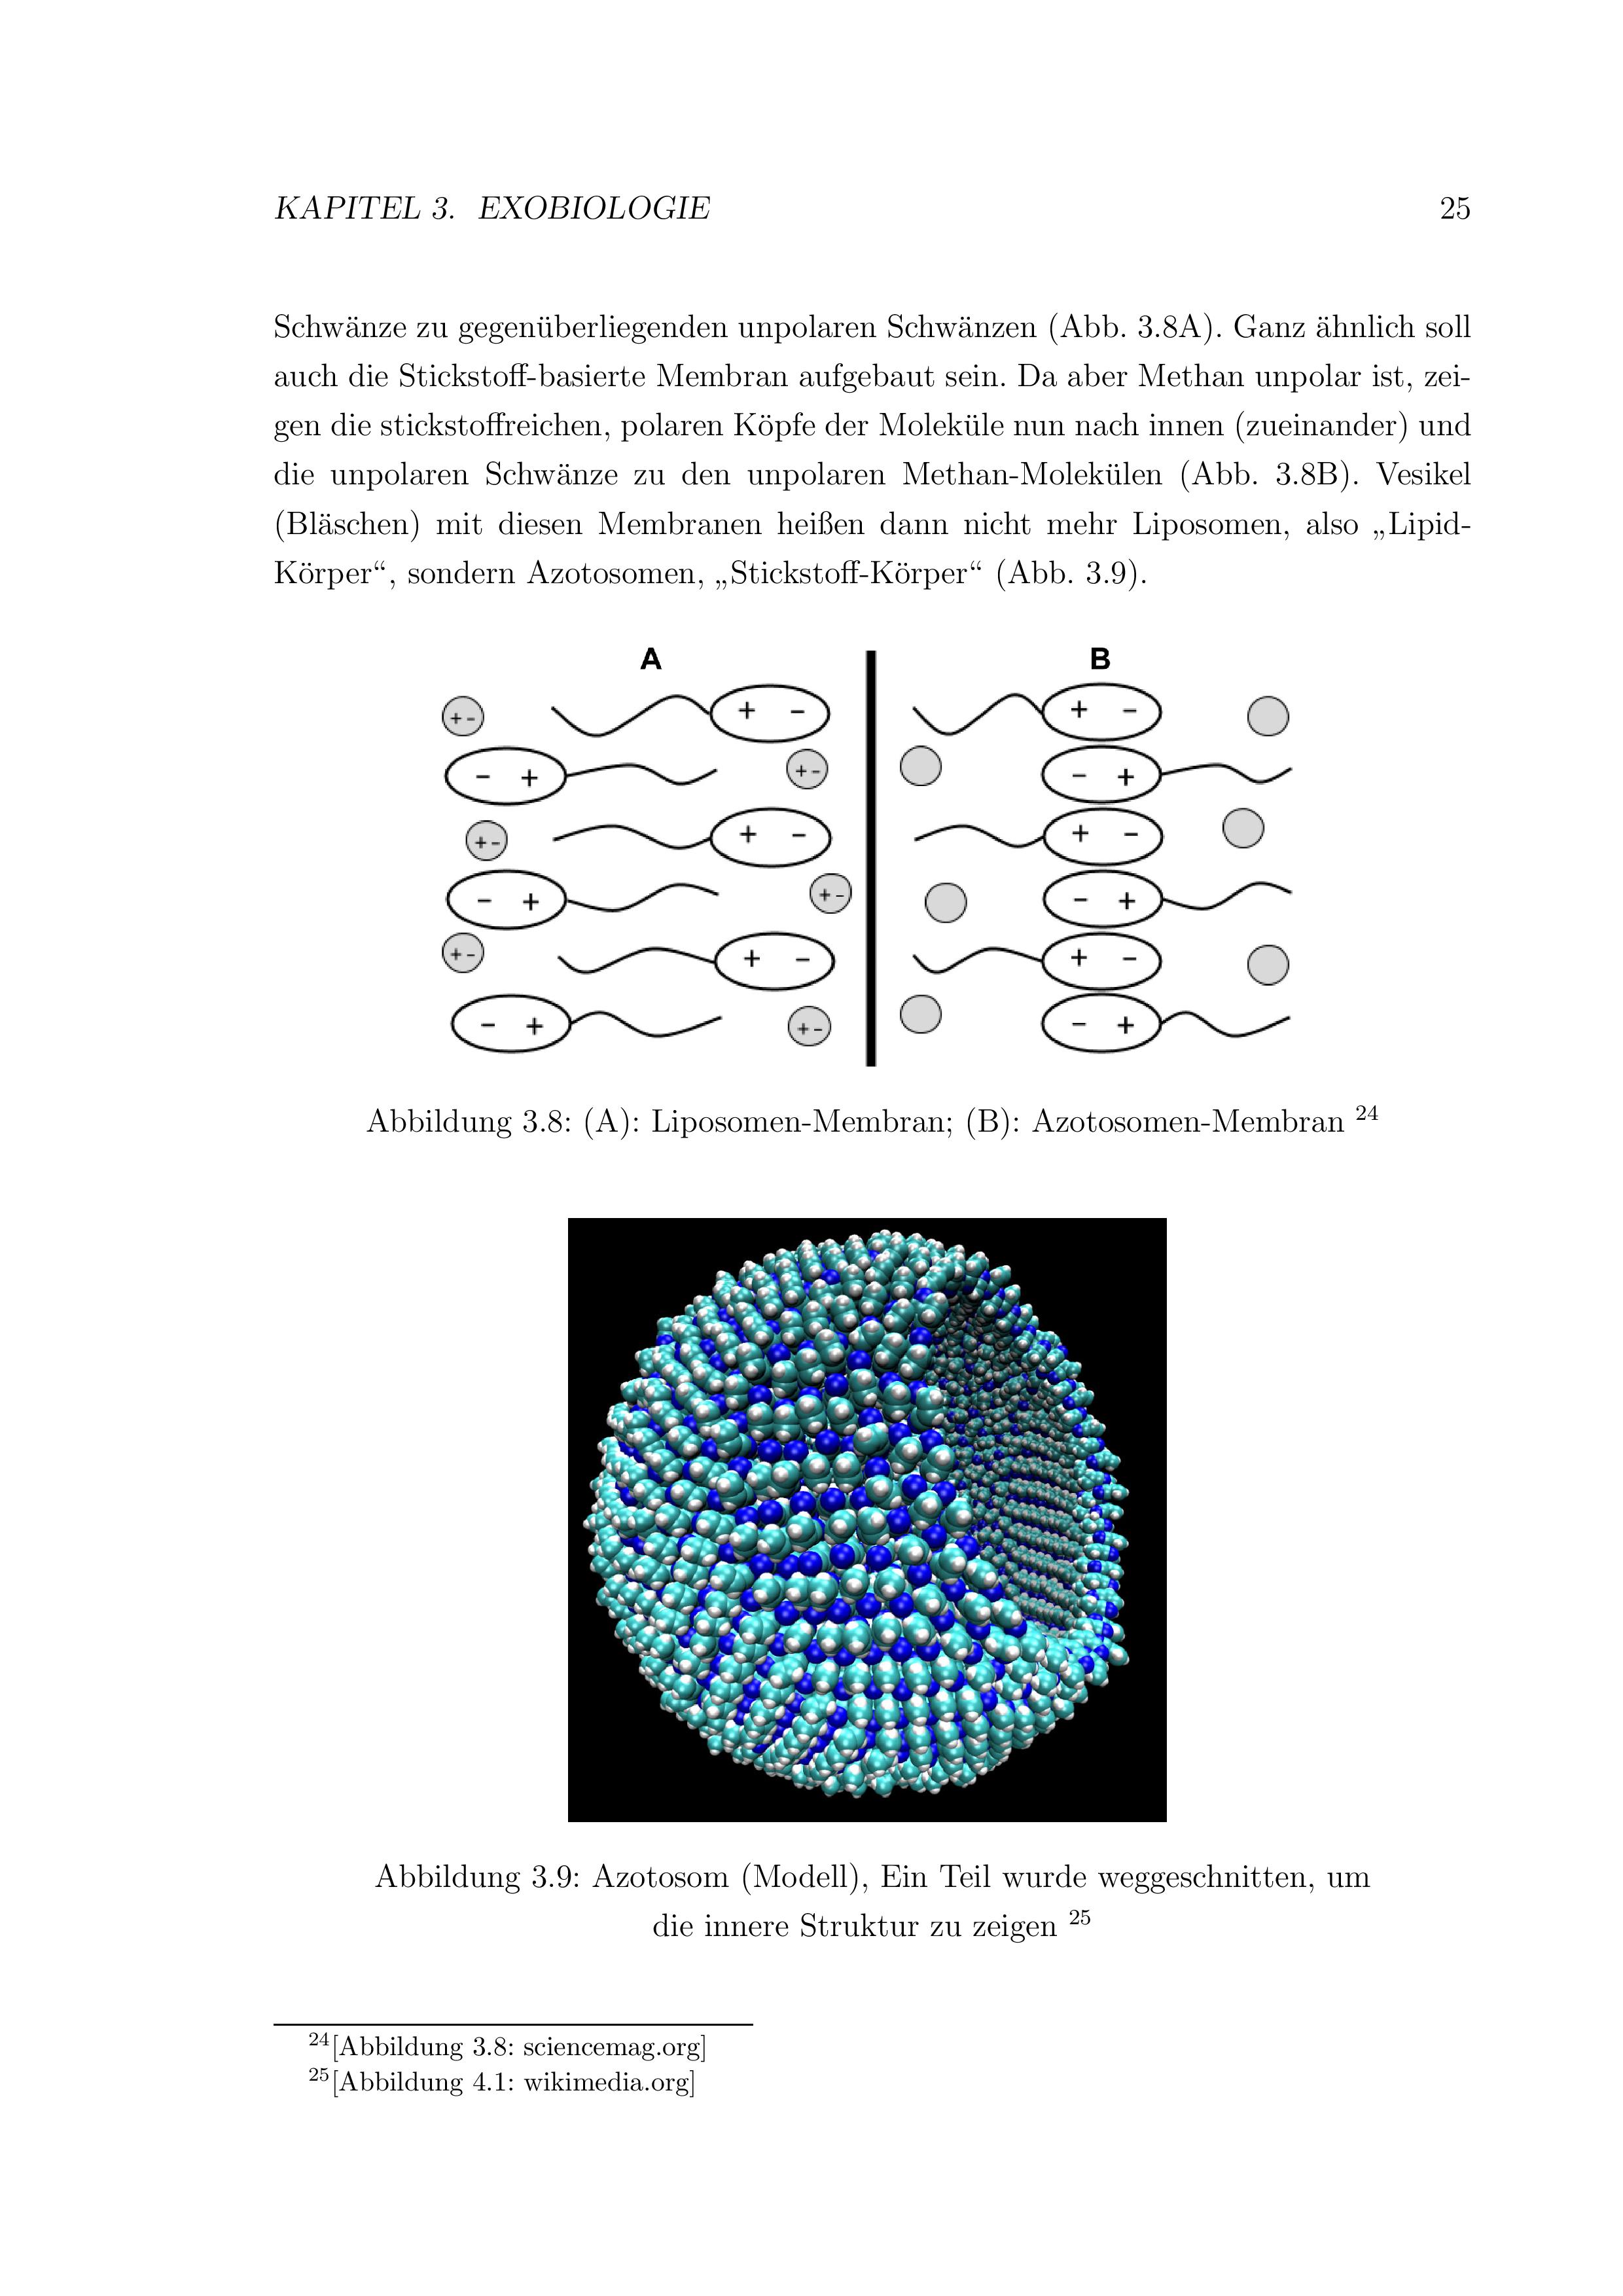 KAPITEL 3. EXOBIOLOGIE 25
Schwänze zu gegenüberliegenden unpolaren Schwänzen (Abb. 3.8A). Ganz ähnlich soll
auch die Stickstoff-basierte Membran aufgebaut sein. Da aber Methan unpolar ist, zei-
gen die stickstoffreichen, polaren Köpfe der Moleküle nun nach innen (zueinander) und
die unpolaren Schwänze zu den unpolaren Methan-Molekülen (Abb. 3.8B). Vesikel
(Bläschen) mit diesen Membranen heißen dann nicht mehr Liposomen, also „Lipid-
Körper“, sondern Azotosomen, „Stickstoff-Körper“ (Abb. 3.9).
A B
+ - + - + -
- + + - - +
+ - + - + -
- + + - - +
+ - + - + -
- + + - - +
Abbildung 3.8: (A): Liposomen-Membran; (B): Azotosomen-Membran 24
Abbildung 3.9: Azotosom (Modell), Ein Teil wurde weggeschnitten, um
die innere Struktur zu zeigen 25
24[Abbildung 3.8: sciencemag.org]
25[Abbildung 4.1: wikimedia.org]